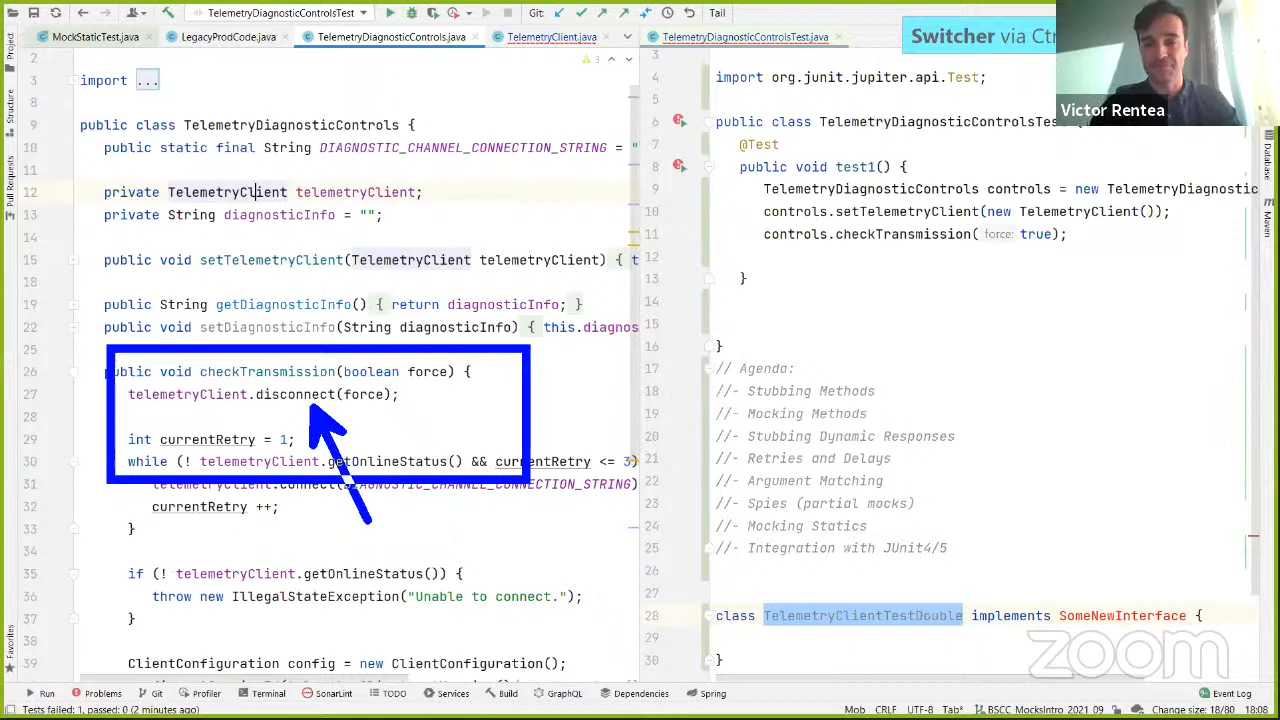 TelemetryDiagnosticControlsTest
Git:
Tail
MockStaticTest.java
LegacyProdCode.java
TelemetryDiagnosticControls.java
TelemetryClient.java
TelemetryDiagnosticControlsTest.java
Switcher via Ctr
Victor Rentea
Project
Structure
Pull Requests
Favorites
3
3 import ...
8
9 public class TelemetryDiagnosticControls {
10 public static final String DIAGNOSTIC_CHANNEL_CONNECTION_STRING = "
11
12 private TelemetryClient telemetryClient;
13 private String diagnosticInfo = "";
15 public void setTelemetryClient(TelemetryClient telemetryClient) { t
19 public String getDiagnosticInfo() { return diagnosticInfo; }
22 public void setDiagnosticInfo(String diagnosticInfo) { this.diagnos
25
26 public void checkTransmission(boolean force) {
27 telemetryClient.disconnect(force);
28
29 int currentRetry = 1;
30 while (! telemetryClient.getOnlineStatus() && currentRetry <= 3)
31 telemetryClient.connect(DIAGNOSTIC_CHANNEL_CONNECTION_STRING)
32 currentRetry ++;
33 }
34
35 if (! telemetryClient.getOnlineStatus()) {
36 throw new IllegalStateException("Unable to connect.");
37 }
38
39 ClientConfiguration config = new ClientConfiguration();
3
4 import org.junit.jupiter.api.Test;
5
6 public class TelemetryDiagnosticControlsTes {
7 @Test
8 public void test1() {
9 TelemetryDiagnosticControls controls = new TelemetryDiagnostic
10 controls.setTelemetryClient(new TelemetryClient());
11 controls.checkTransmission( force: true);
12
13 }
14
15
16 }
17 // Agenda:
18 //- Stubbing Methods
19 //- Mocking Methods
20 //- Stubbing Dynamic Responses
21 //- Retries and Delays
22 //- Argument Matching
23 //- Spies (partial mocks)
24 //- Mocking Statics
25 //- Integration with JUnit4/5
26
27
28 class TelemetryClientTestDouble implements SomeNewInterface {
29
30 }
Database
Maven
zoom
Run Problems Git Profiler Terminal SonarLint TODO Services Build GraphQL Dependencies Spring Event Log
Tests failed: 1, passed: 0 (2 minutes ago) Mob CRLF UTF-8 Tab* BSCC_MocksIntro_2021_09 Change size: 18/80 18:08